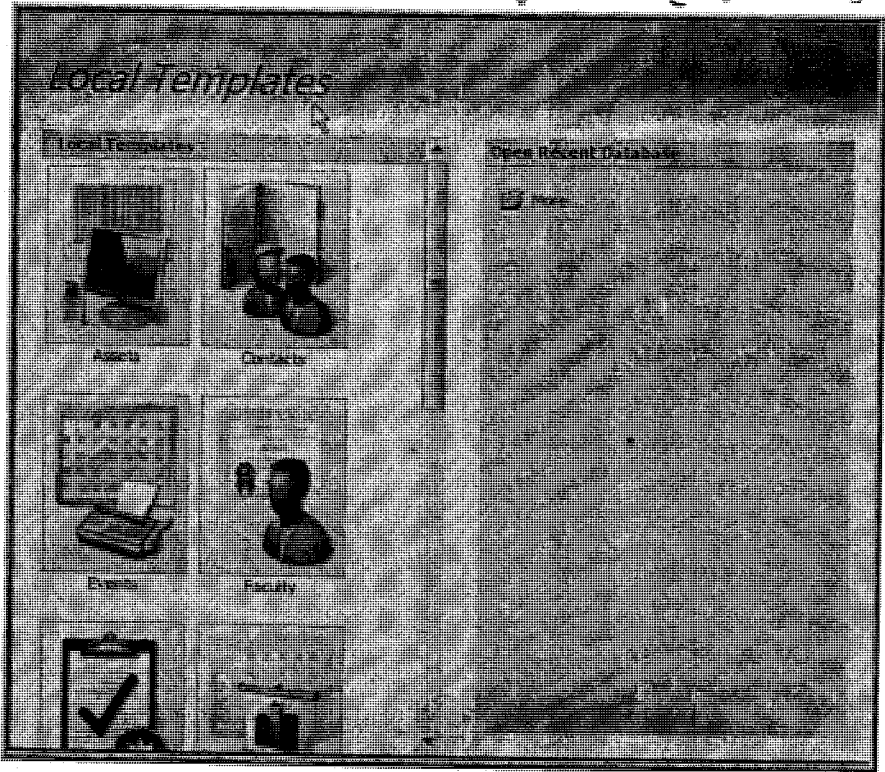 Local Templates
Local Templates
Open Recent Database
More...
Assets
Contacts
Events
Faculty